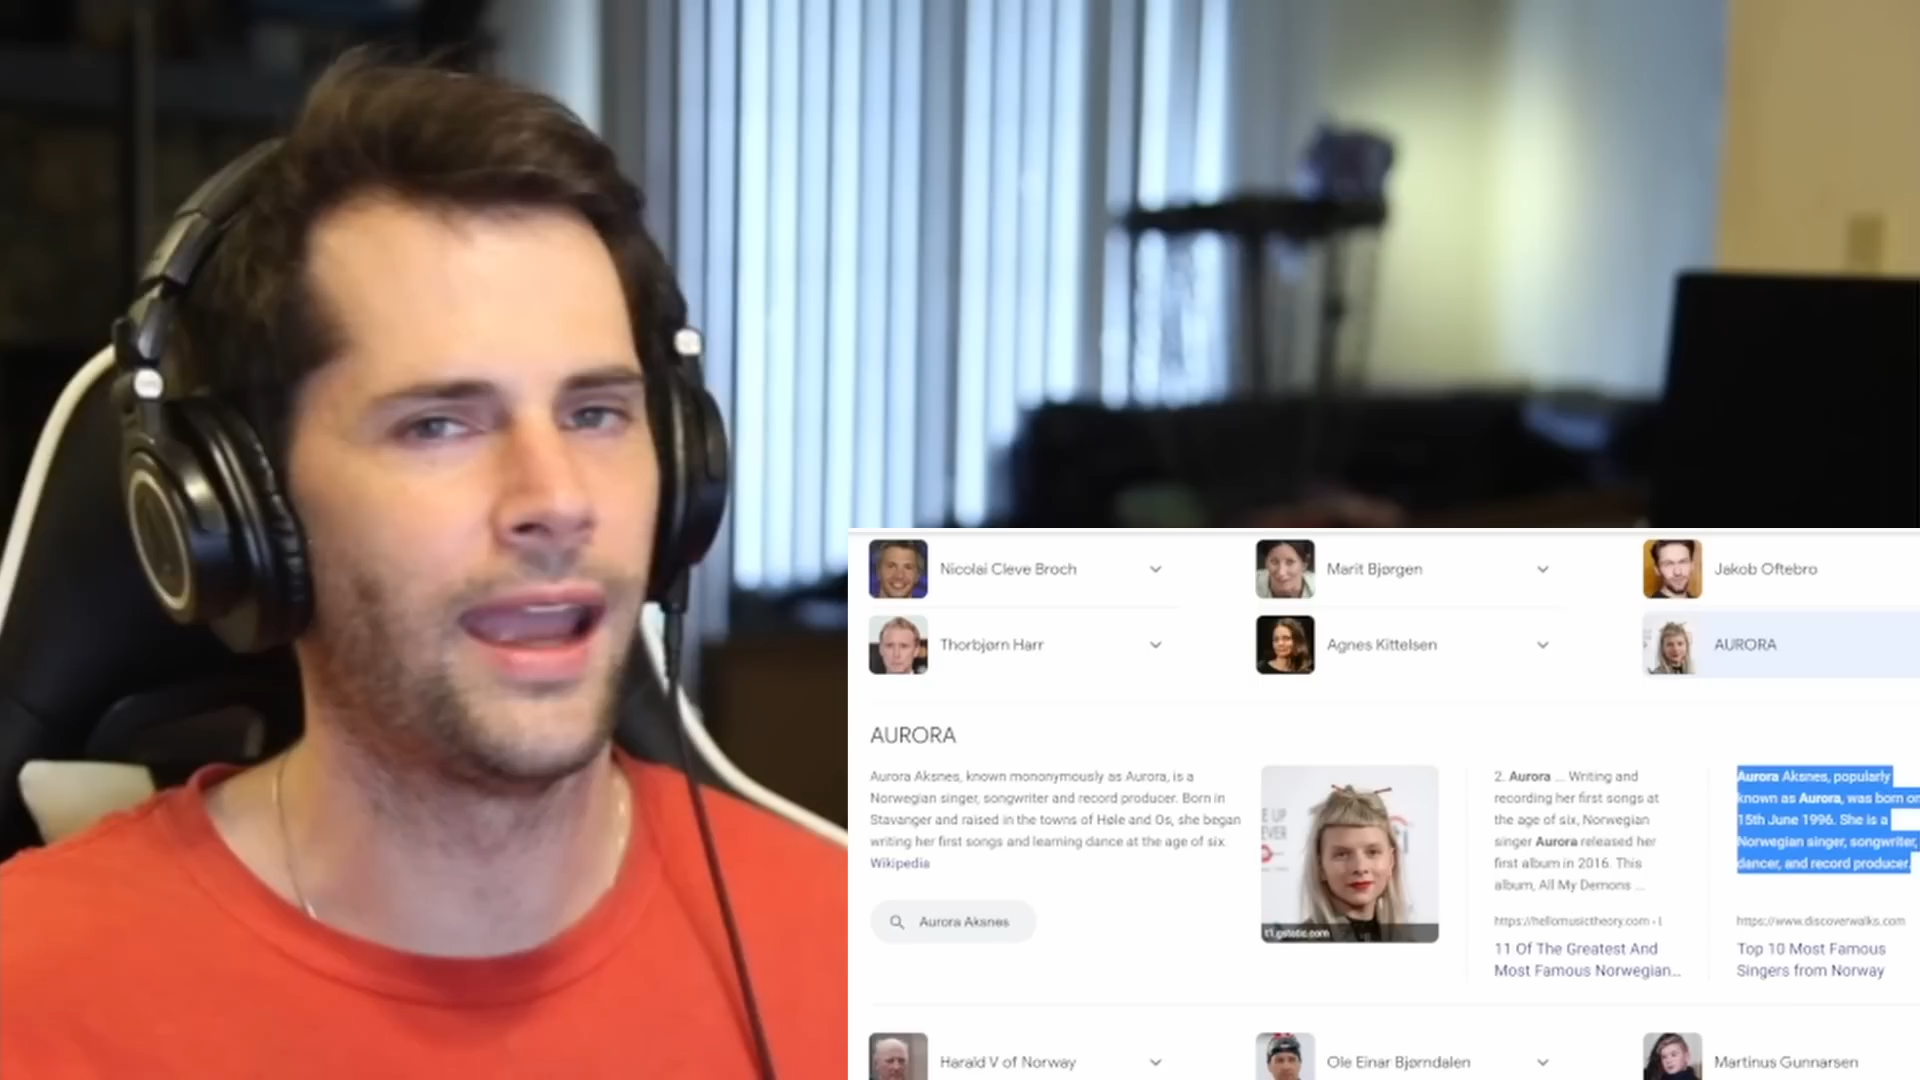 Nicolai Cleve Broch
Marit Bjørgen
Jakob Oftebro
Thorbjørn Harr
Agnes Kittelsen
AURORA
AURORA
Aurora Aksnes, known mononymously as Aurora, is a
Norwegian singer, songwriter and record producer. Born in
Stavanger and raised in the towns of Høle and Os, she began
writing her first songs and learning dance at the age of six.
Wikipedia
Aurora Aksnes
E UP
EVER
t1.gstatic.com
2. Aurora ... Writing and
recording her first songs at
the age of six, Norwegian
singer Aurora released her
first album in 2016. This
album, All My Demons ...
https://hellomusictheory.com › l
11 Of The Greatest And
Most Famous Norwegian...
Aurora Aksnes, popularly
known as Aurora, was born on
15th June 1996. She is a
Norwegian singer, songwriter,
dancer, and record producer.
https://www.discoverwalks.com
Top 10 Most Famous
Singers from Norway
Harald V of Norway
Ole Einar Bjørndalen
Martinus Gunnarsen